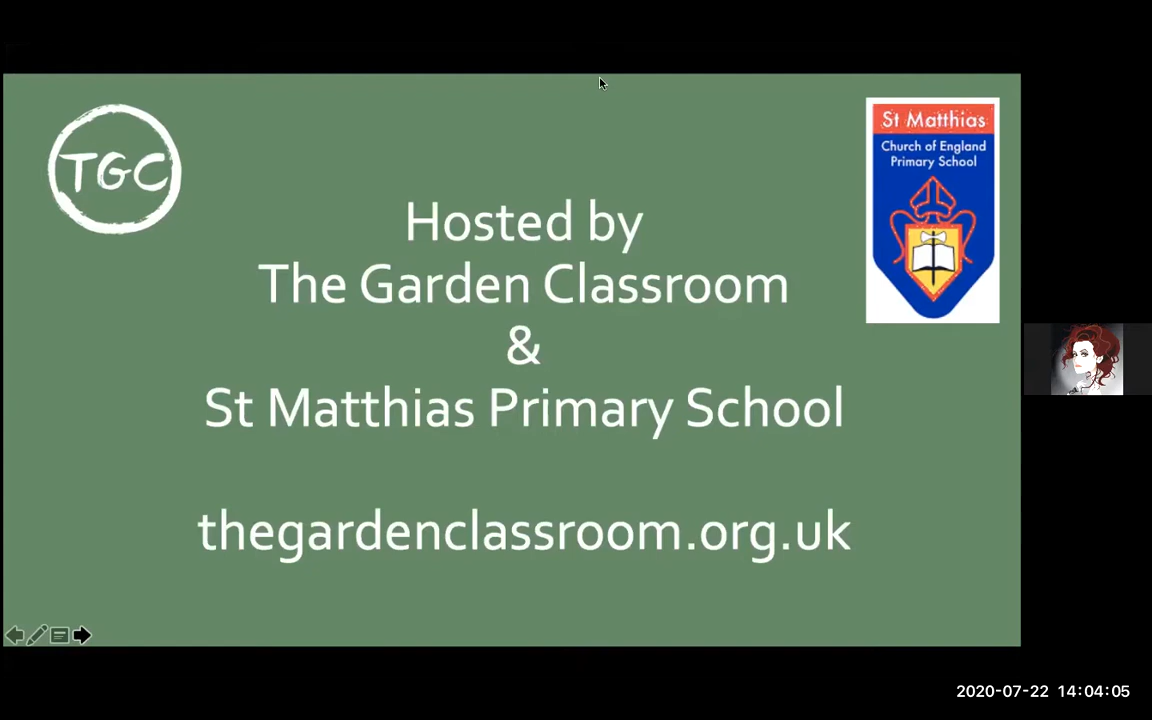 TGC
St Matthias
Church of England
Primary School
Hosted by
The Garden Classroom
&
St Matthias Primary School
thegardenclassroom.org.uk
2020-07-22 14:04:05